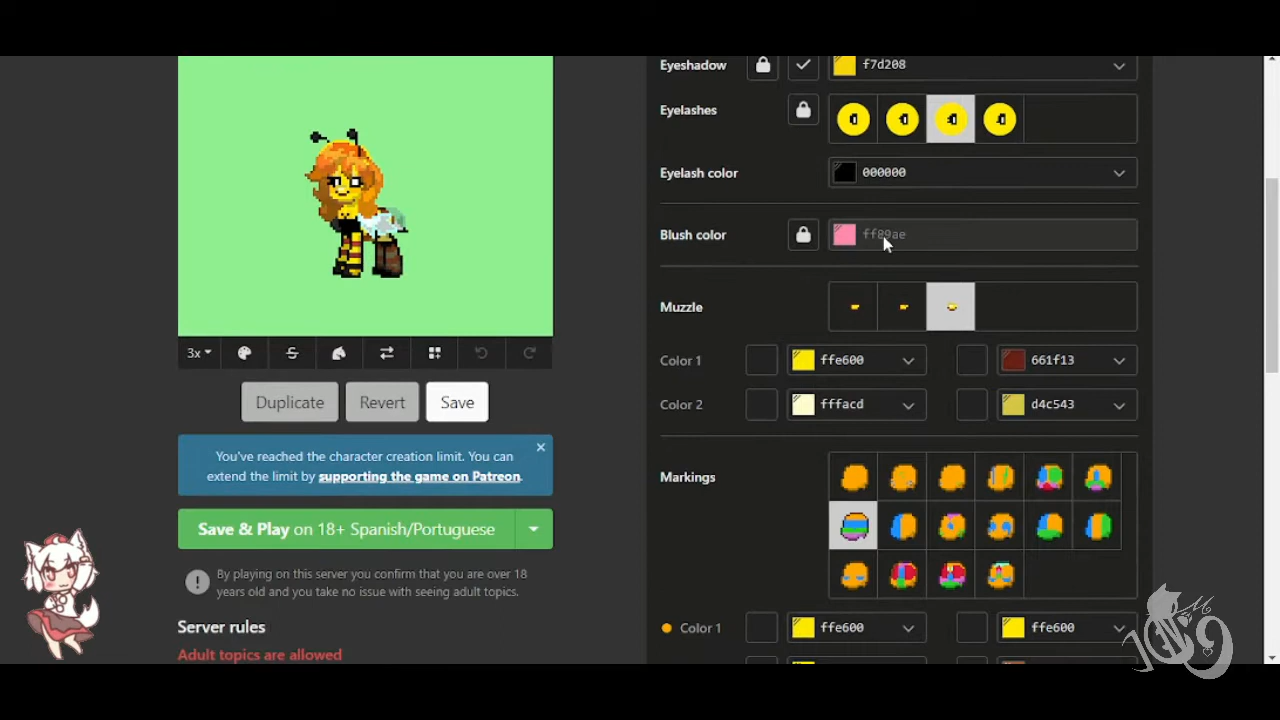 Eyeshadow
f7d208
Eyelashes
Eyelash color
000000
Blush color
ff89ae
Muzzle
Color 1
ffe600
661f13
Color 2
fffacd
d4c543
Markings
Color 1
ffe600
ffe600
3x
Duplicate
Revert
Save
You've reached the character creation limit. You can
extend the limit by supporting the game on Patreon.
Save & Play on 18+ Spanish/Portuguese
By playing on this server you confirm that you are over 18
years old and you take no issue with seeing adult topics.
Server rules
Adult topics are allowed